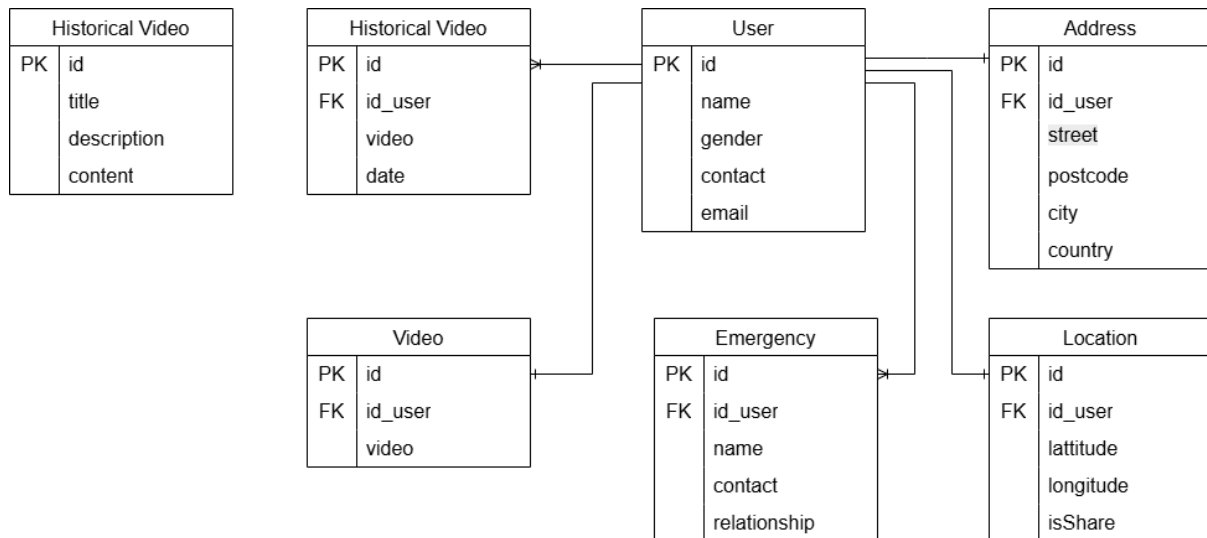 Historical Video
PK id
title
description
content
Historical Video
PK id
FK id_user
video
date
User
PK id
name
gender
contact
email
Address
PK id
FK id_user
street
postcode
city
country
Video
PK id
FK id_user
video
Emergency
PK id
FK id_user
name
contact
relationship
Location
PK id
FK id_user
lattitude
longitude
isShare